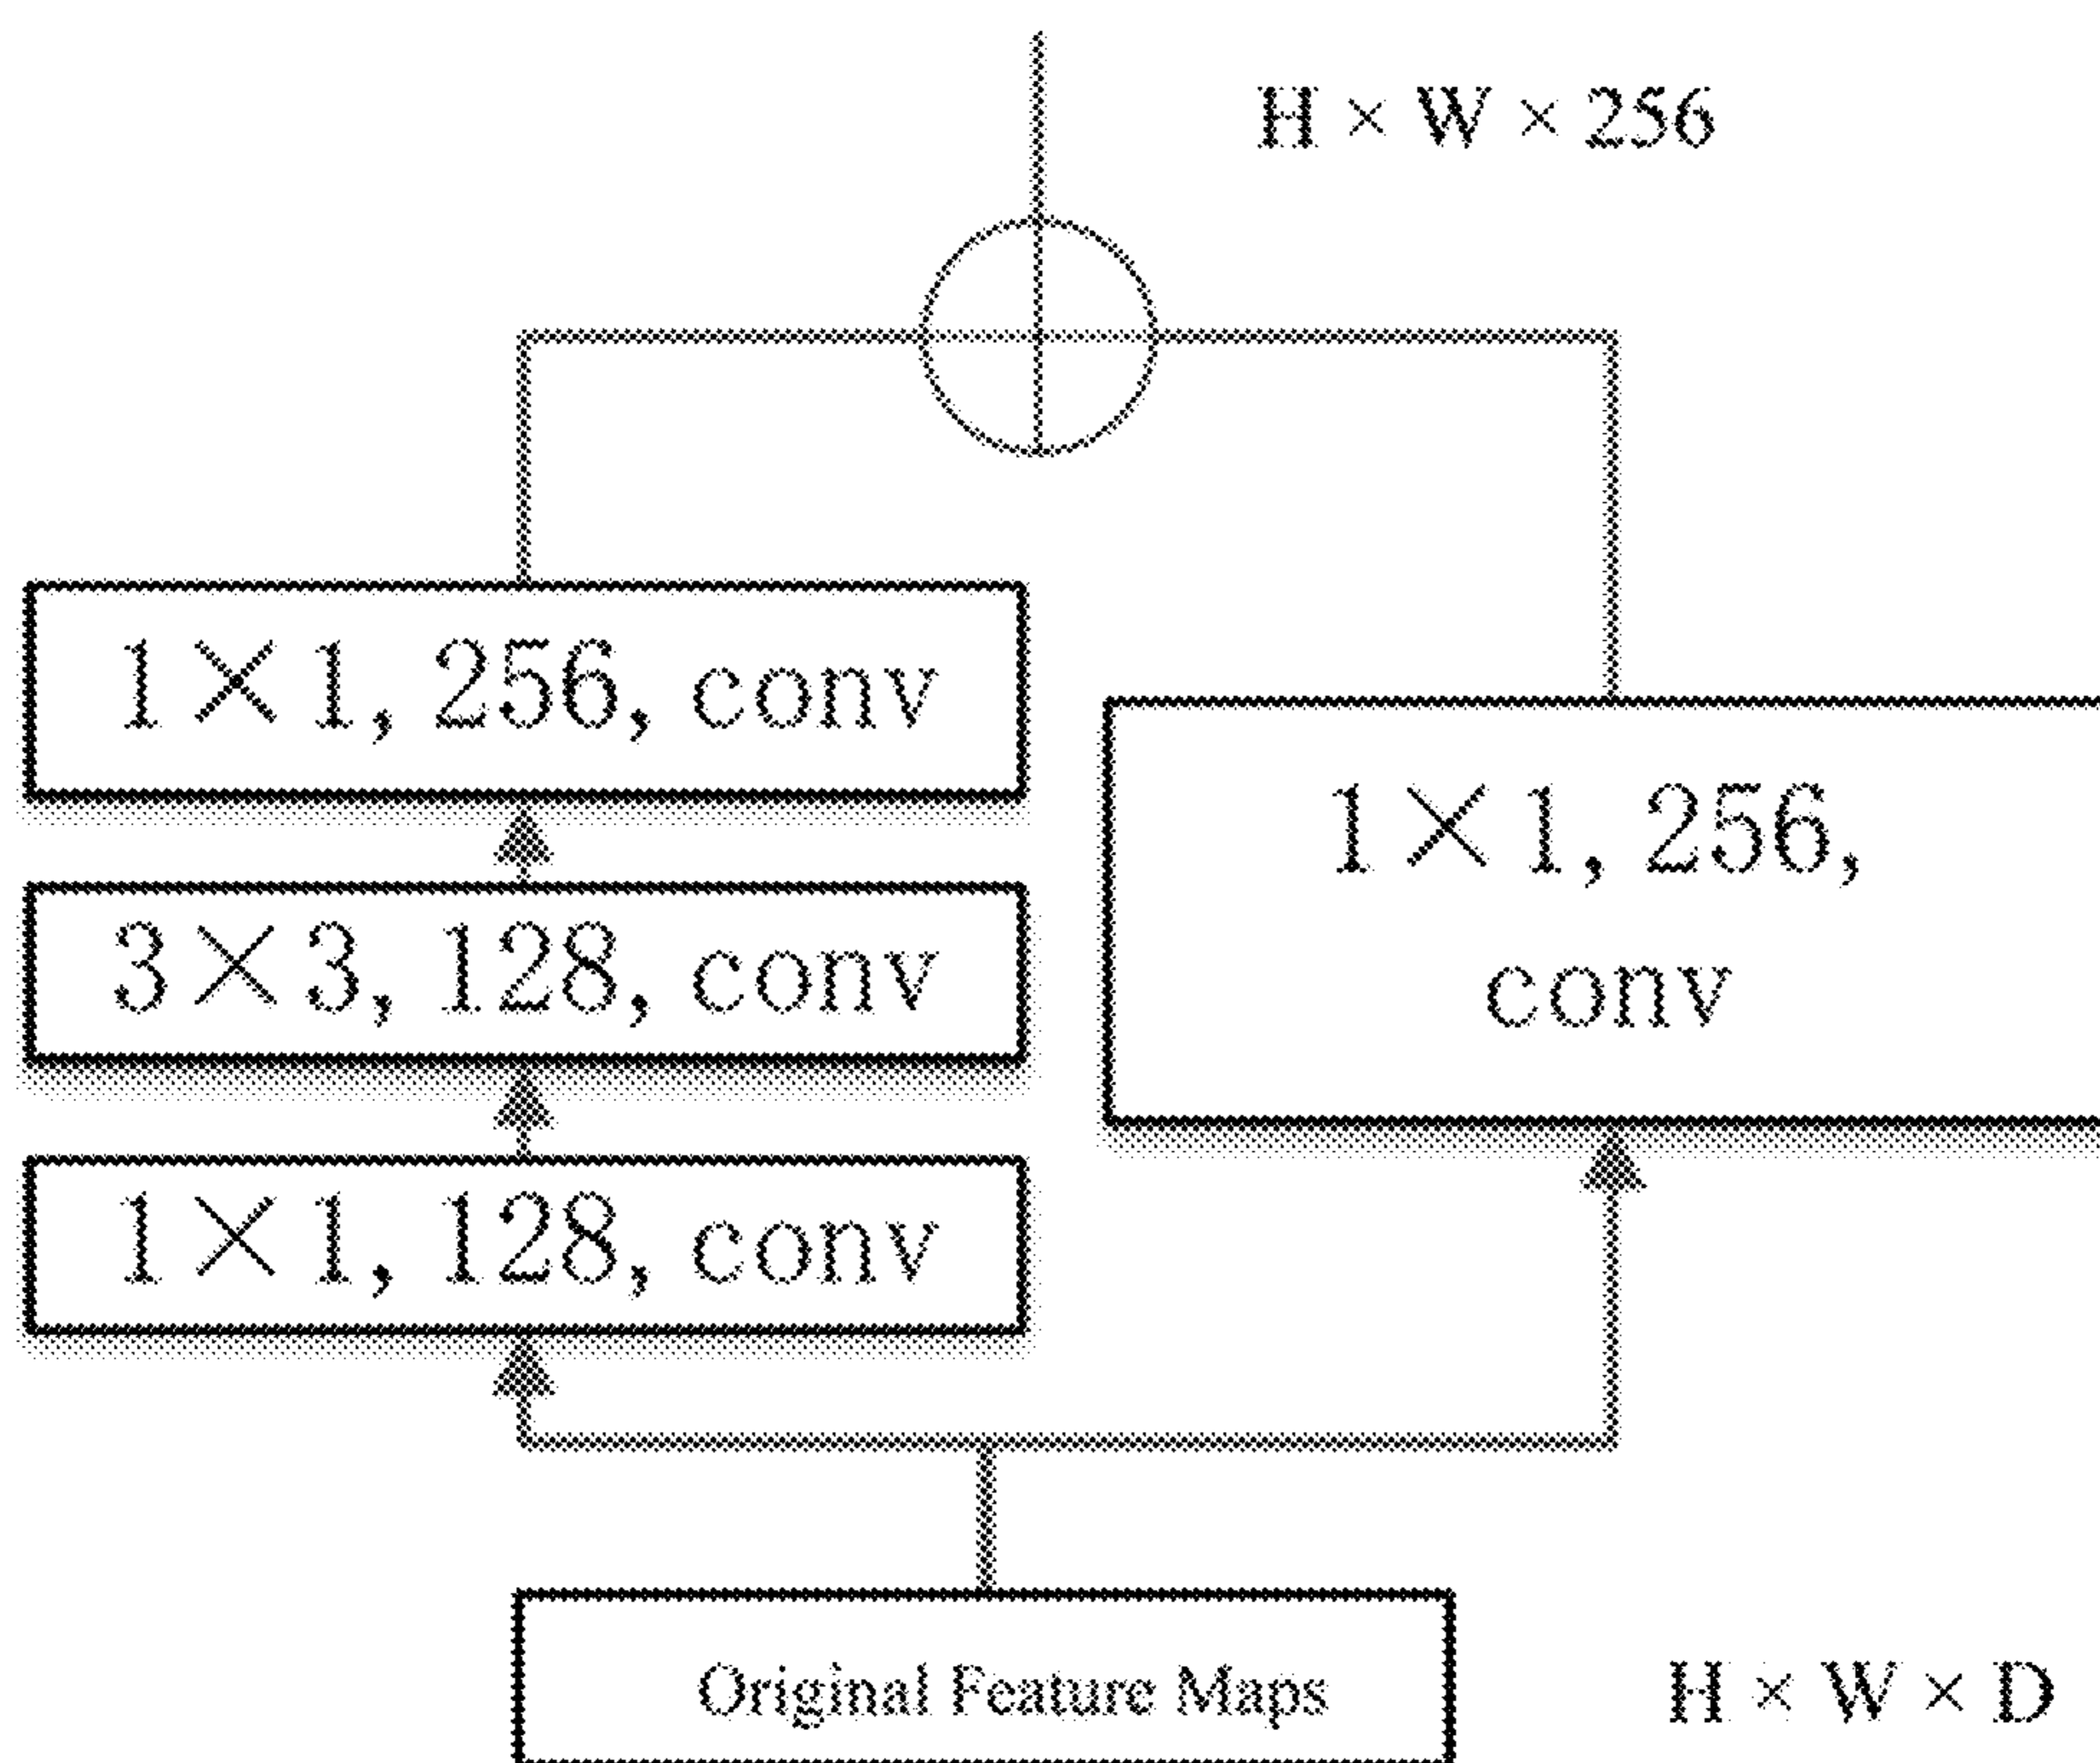 H × W × 256
1×1, 256, conv
1×1, 256,
conv
3×3, 128, conv
1×1, 128, conv
Original Feature Maps
H × W × D